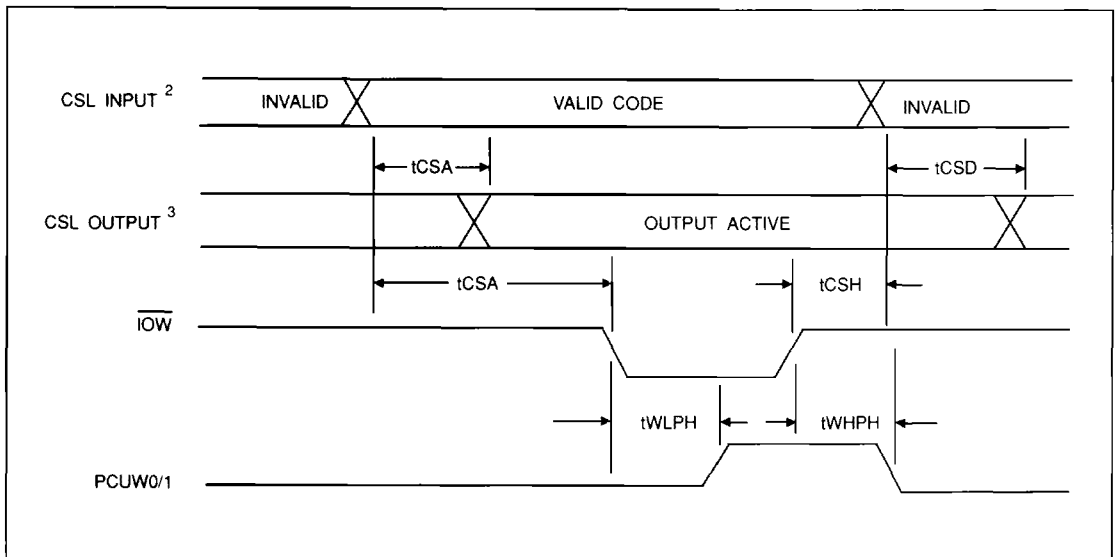 CSL INPUT 2
INVALID
VALID CODE
INVALID
tCSA
tCSD
CSL OUTPUT 3
OUTPUT ACTIVE
tCSA
tCSH
IOW
tWLPH
tWHPH
PCUW0/1